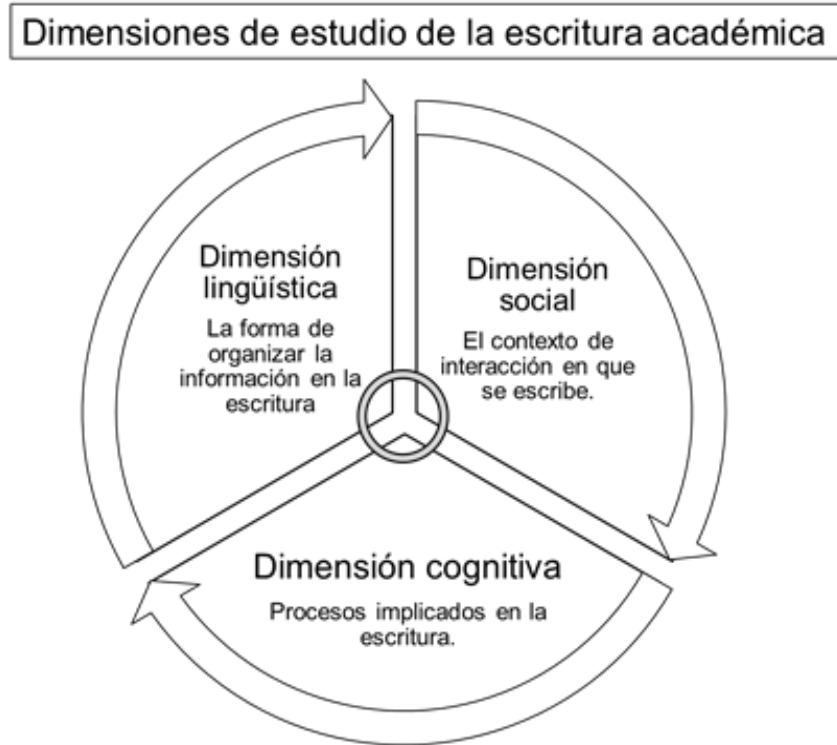 Dimensiones de estudio de la escritura académica
Dimensión
lingüística
La forma de
organizar la
información en la
escritura
Dimensión
social
El contexto de
interacción en que
se escribe.
Dimensión cognitiva
Procesos implicados en la
escritura.